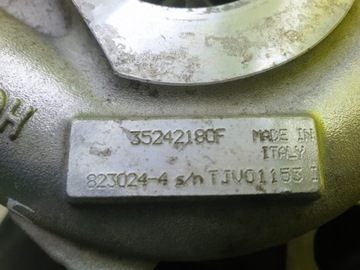 35242180F MADE IN
ITALY
823024-4 s/n TJV01153 I